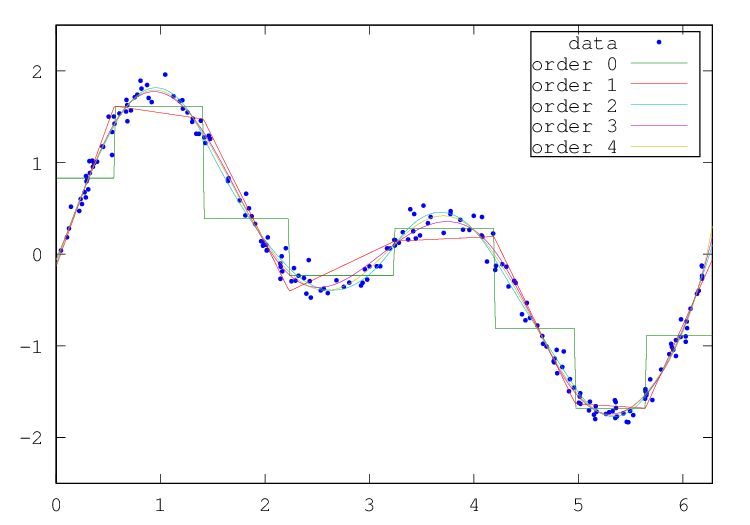 data
order 0
order 1
order 2
order 3
order 4
2
1
0
-1
-2
0 1 2 3 4 5 6